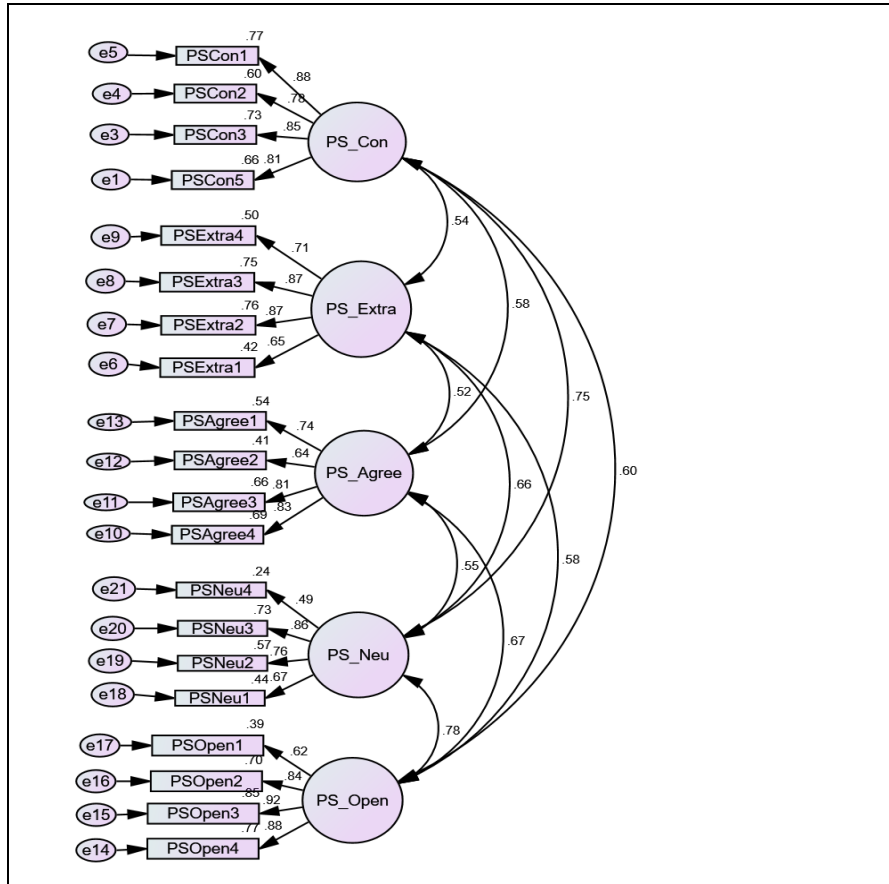 .77
e5 PSCon1 .88
.60
e4 PSCon2 .78
.73
e3 PSCon3 .85 PS_Con
.66 .81
e1 PSCon5
.54
.50
e9 PSExtra4 .71
.75
e8 PSExtra3 .87 .58
.76
e7 PSExtra2 .87 PS_Extra
.42 .65
e6 PSExtra1
.52 .75
.54
e13 PSAgree1 .74
.41
e12 PSAgree2 .64 PS_Agree .60
.66 .81 .66
e11 PSAgree3 .83
.69
e10 PSAgree4
.55 .58
.24
e21 PSNeu4 .49
.73
e20 PSNeu3 .86 .67
.57 .76
e19 PSNeu2 PS_Neu
.44 .67
e18 PSNeu1
.39 .78
e17 PSOpen1 .62
.70
e16 PSOpen2 .84
.85 .92
e15 PSOpen3 PS_Open
.77 .88
e14 PSOpen4